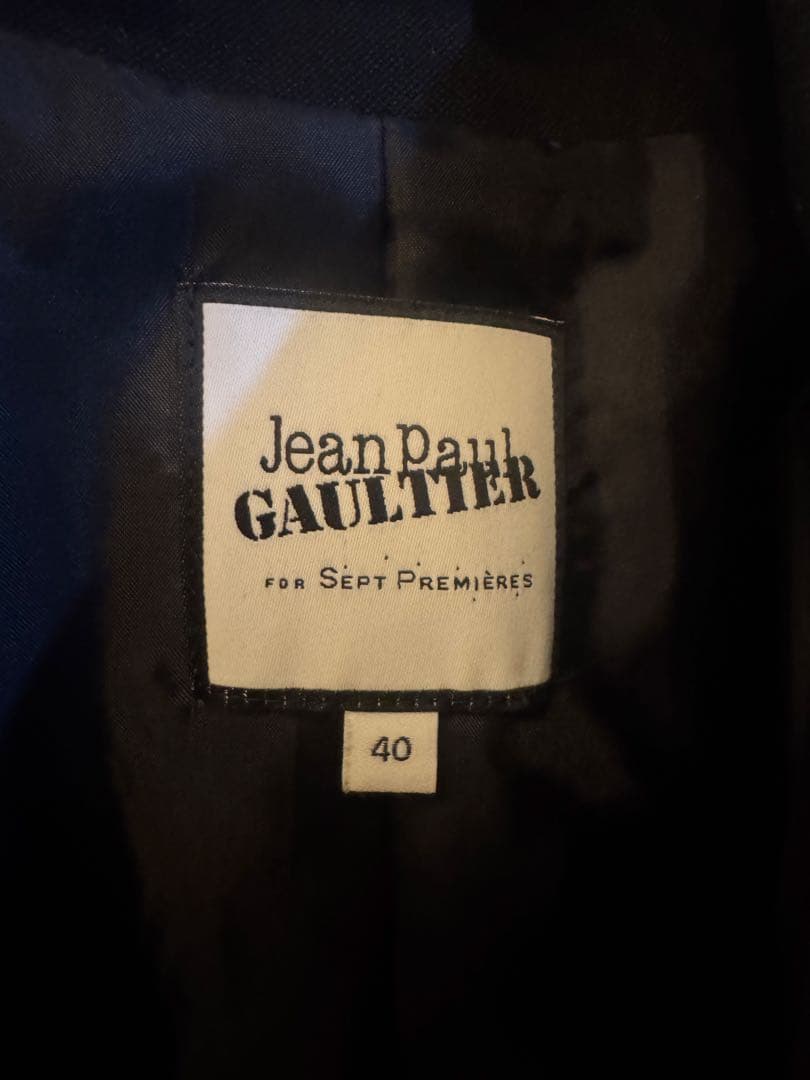 Jean Paul
GAULTIER
FOR SEPT PREMIÈRES
40